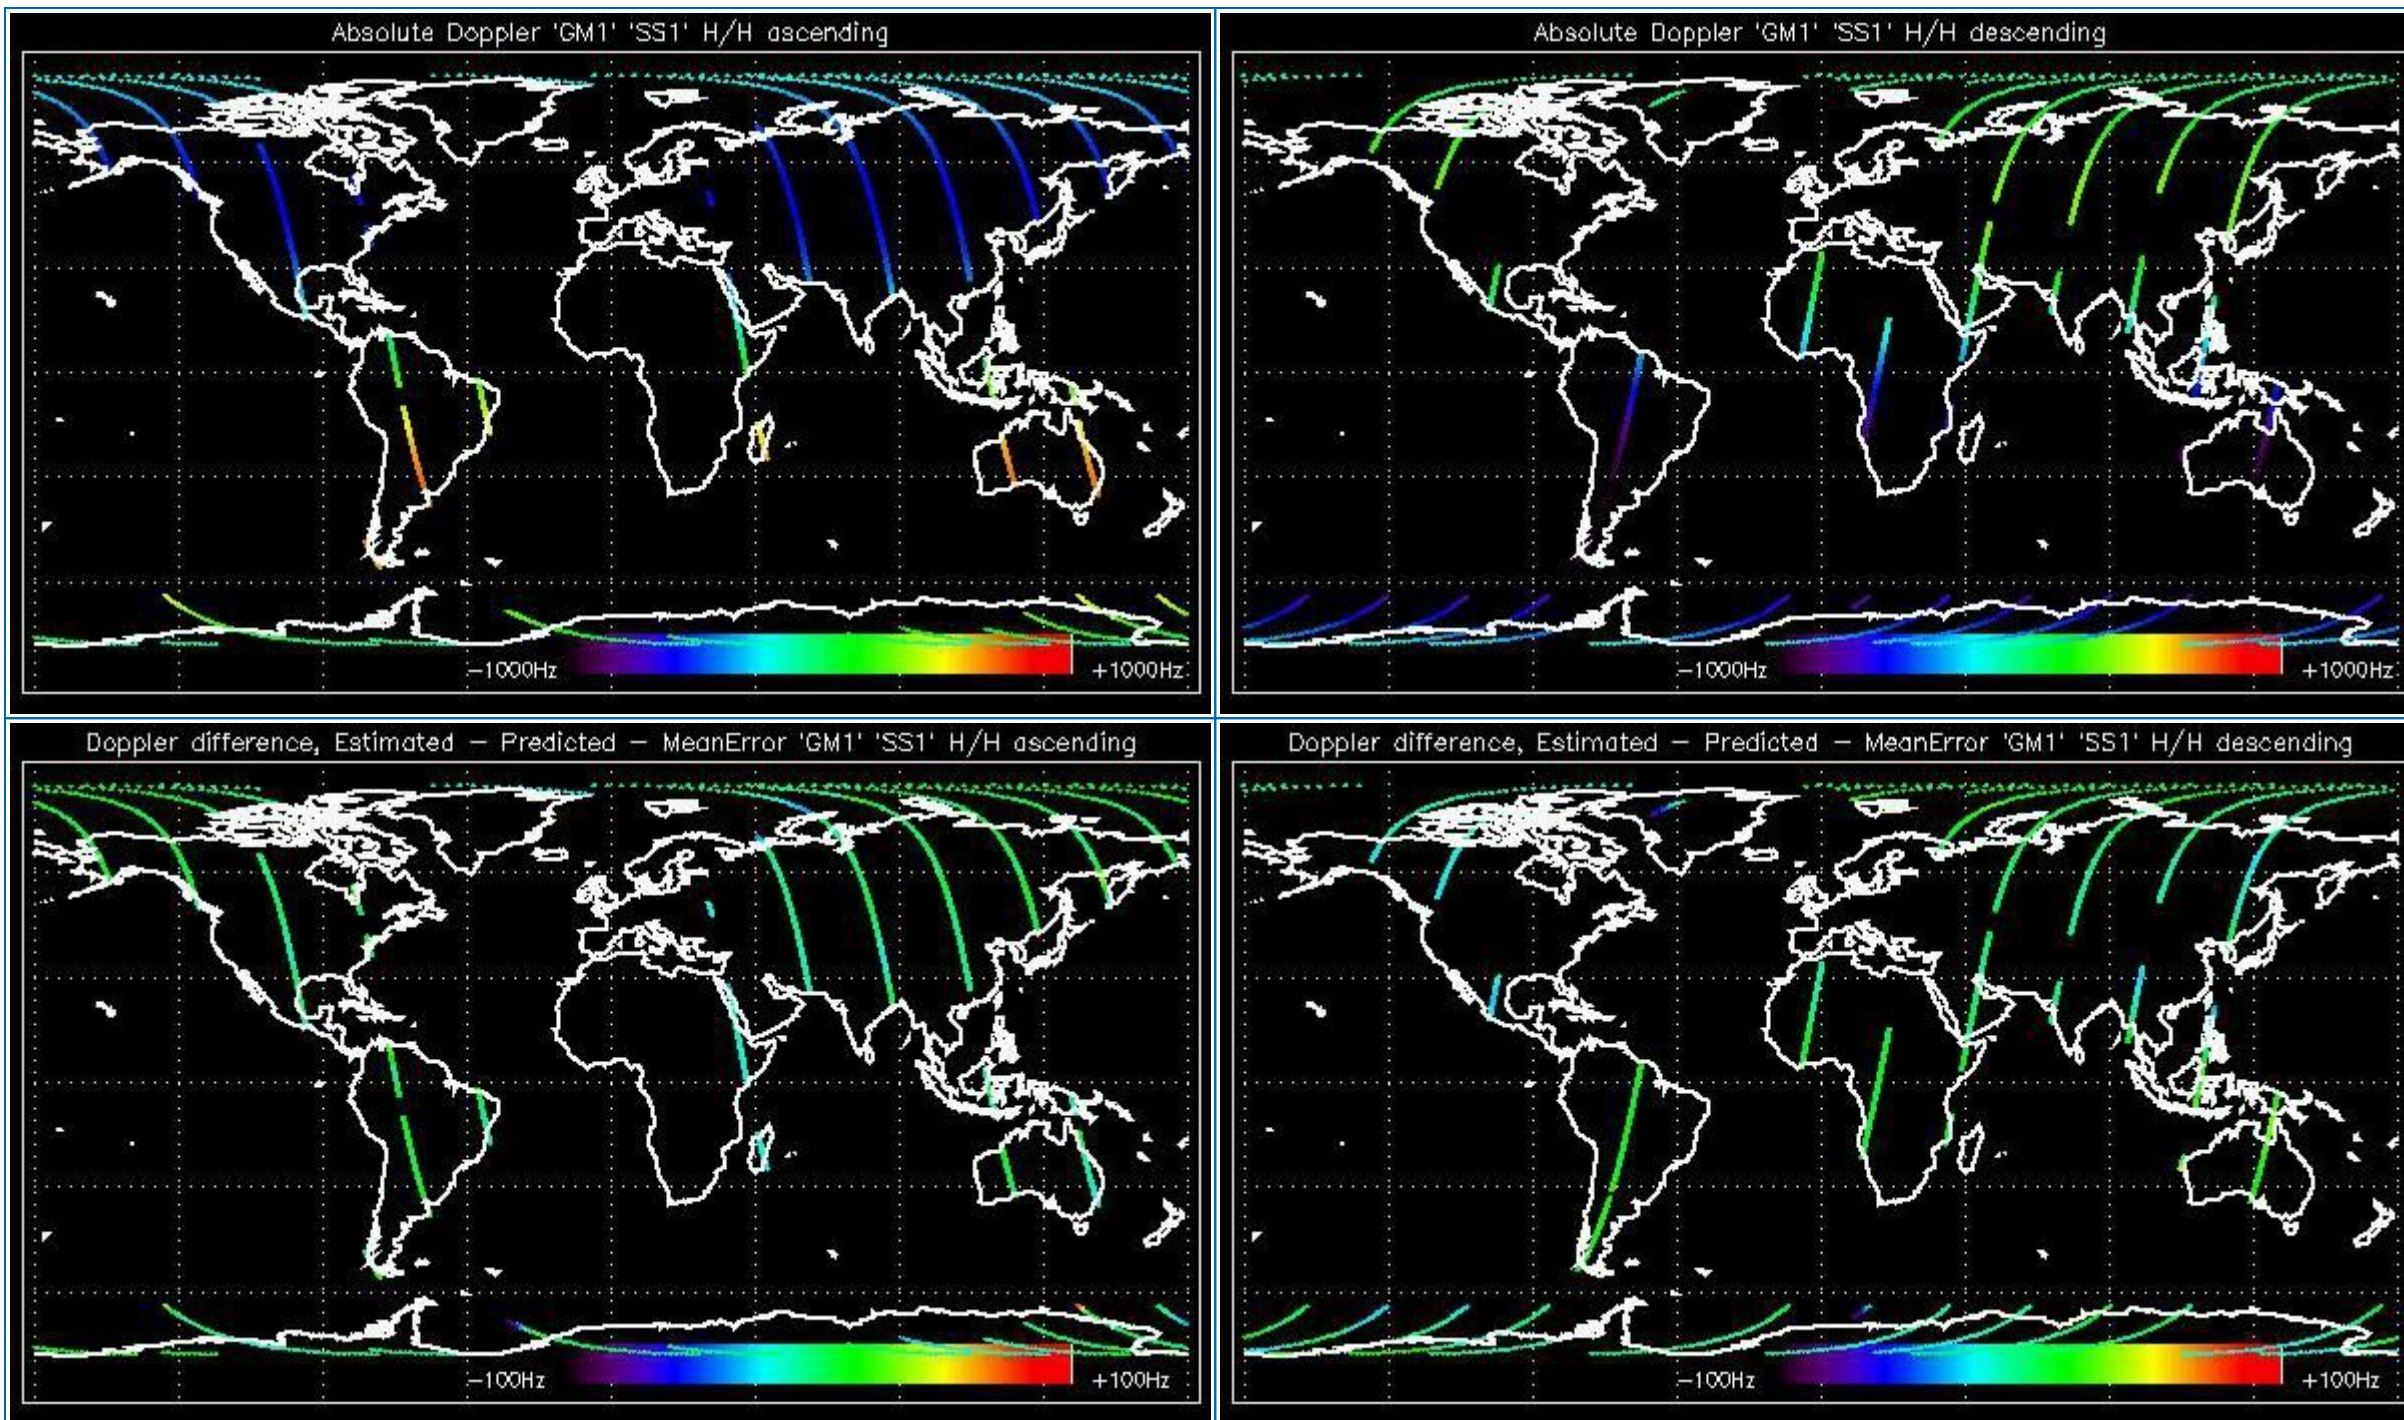 Absolute Doppler 'GM1' 'SS1' H/H ascending
−1000Hz
+1000Hz
Absolute Doppler 'GM1' 'SS1' H/H descending
−1000Hz
+1000Hz
Doppler difference, Estimated − Predicted − MeanError 'GM1' 'SS1' H/H ascending
−100Hz
+100Hz
Doppler difference, Estimated − Predicted − MeanError 'GM1' 'SS1' H/H descending
−100Hz
+100Hz